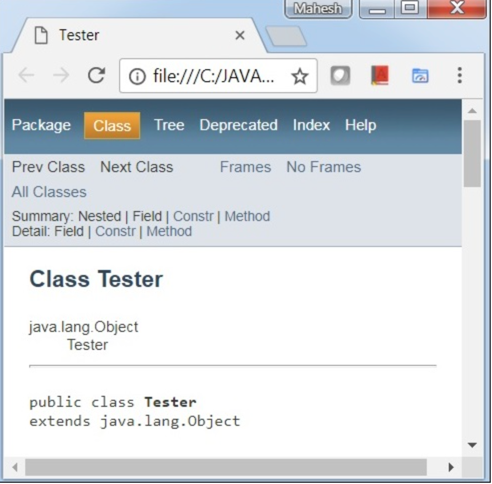 Mahesh
Tester
file:///C:/JAVA...
Package Class Tree Deprecated Index Help
Prev Class Next Class Frames No Frames
All Classes
Summary: Nested | Field | Constr | Method
Detail: Field | Constr | Method
Class Tester
java.lang.Object
Tester
public class Tester
extends java.lang.Object